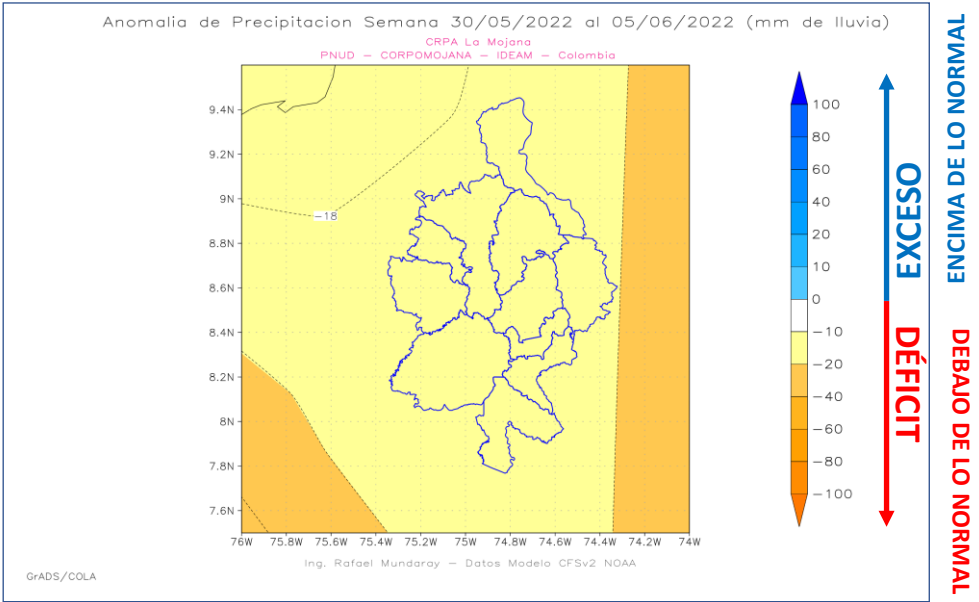 Anomalia de Precipitacion Semana 30/05/2022 al 05/06/2022 (mm de lluvia)
CRPA La Mojana
PNUD – CORPOMOJANA – IDEAM – Colombia
9.4N
9.2N
9N
8.8N
8.6N
8.4N
8.2N
8N
7.8N
7.6N
−18
76W 75.8W 75.6W 75.4W 75.2W 75W 74.8W 74.6W 74.4W 74.2W 74W
Ing. Rafael Mundaray – Datos Modelo CFSv2 NOAA
GrADS/COLA
100
80
60
40
20
10
0
−10
−20
−40
−60
−80
−100
EXCESO
DÉFICIT
ENCIMA DE LO NORMAL
DEBAJO DE LO NORMAL